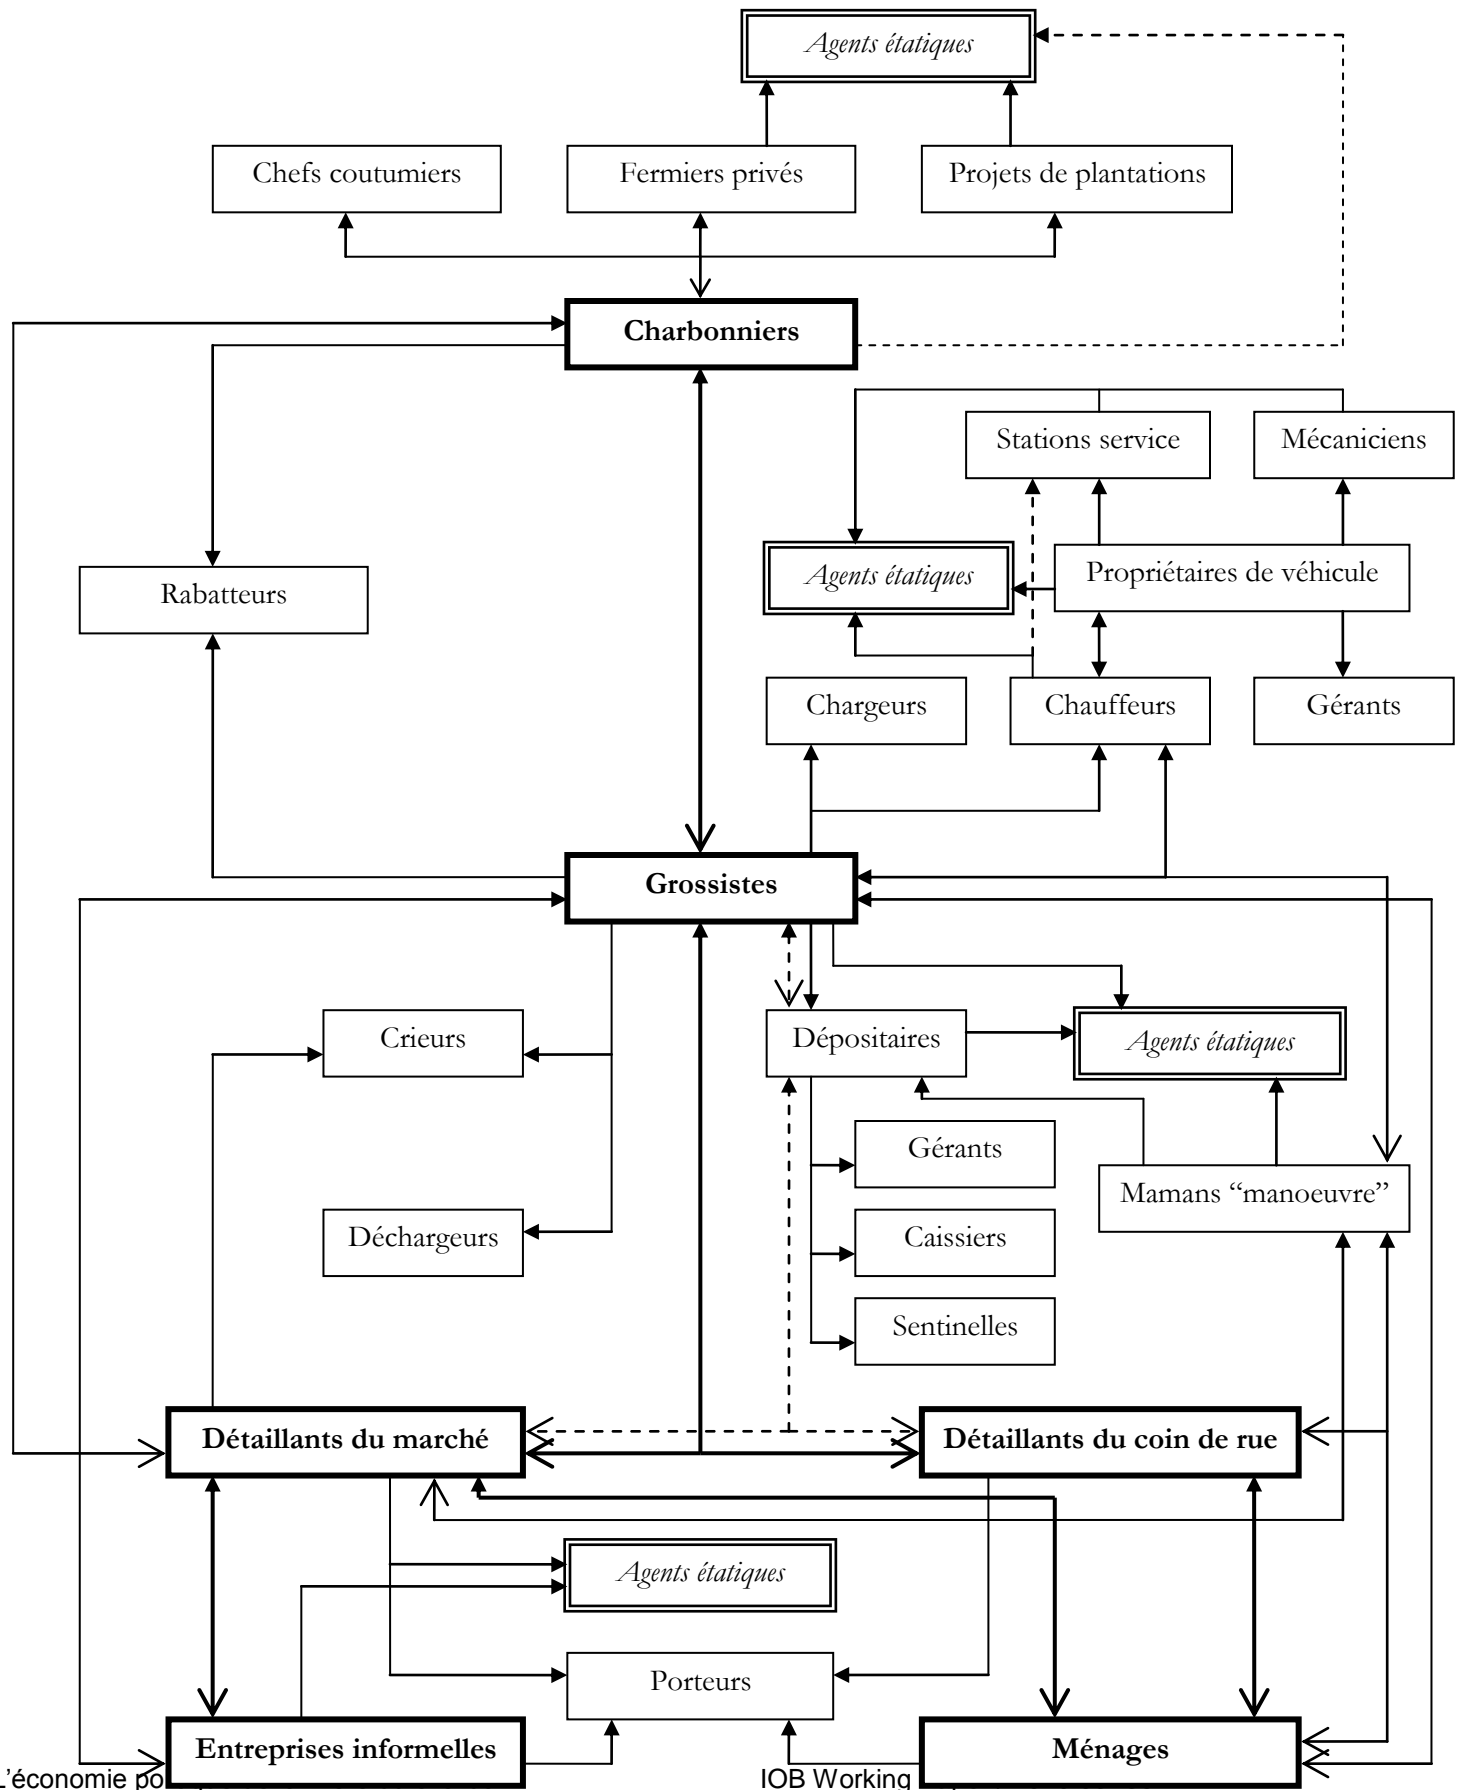 Agents étatiques
Chefs coutumiers
Fermiers privés
Projets de plantations
Charbonniers
Stations service
Mécaniciens
Agents étatiques
Propriétaires de véhicule
Rabatteurs
Chargeurs
Chauffeurs
Gérants
Grossistes
Crieurs
Dépositaires
Agents étatiques
Gérants
Mamans “manoeuvre”
Déchargeurs
Caissiers
Sentinelles
Détaillants du marché
Détaillants du coin de rue
Agents étatiques
Porteurs
Entreprises informelles
Ménages
L’économie
IOB Working